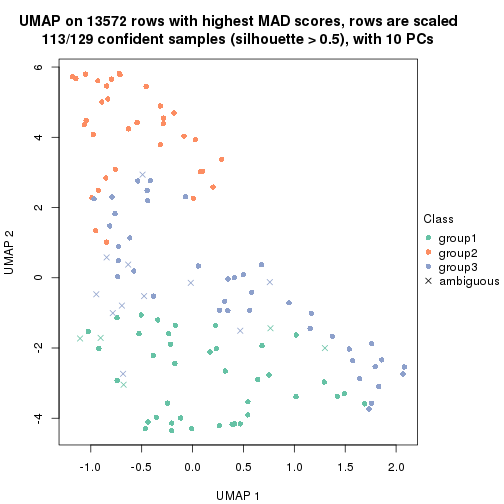 UMAP on 13572 rows with highest MAD scores, rows are scaled
113/129 confident samples (silhouette > 0.5), with 10 PCs
6
4
2
0
-2
-4
UMAP 2
-1.0 -0.5 0.0 0.5 1.0 1.5 2.0
UMAP 1
Class
group1
group2
group3
ambiguous